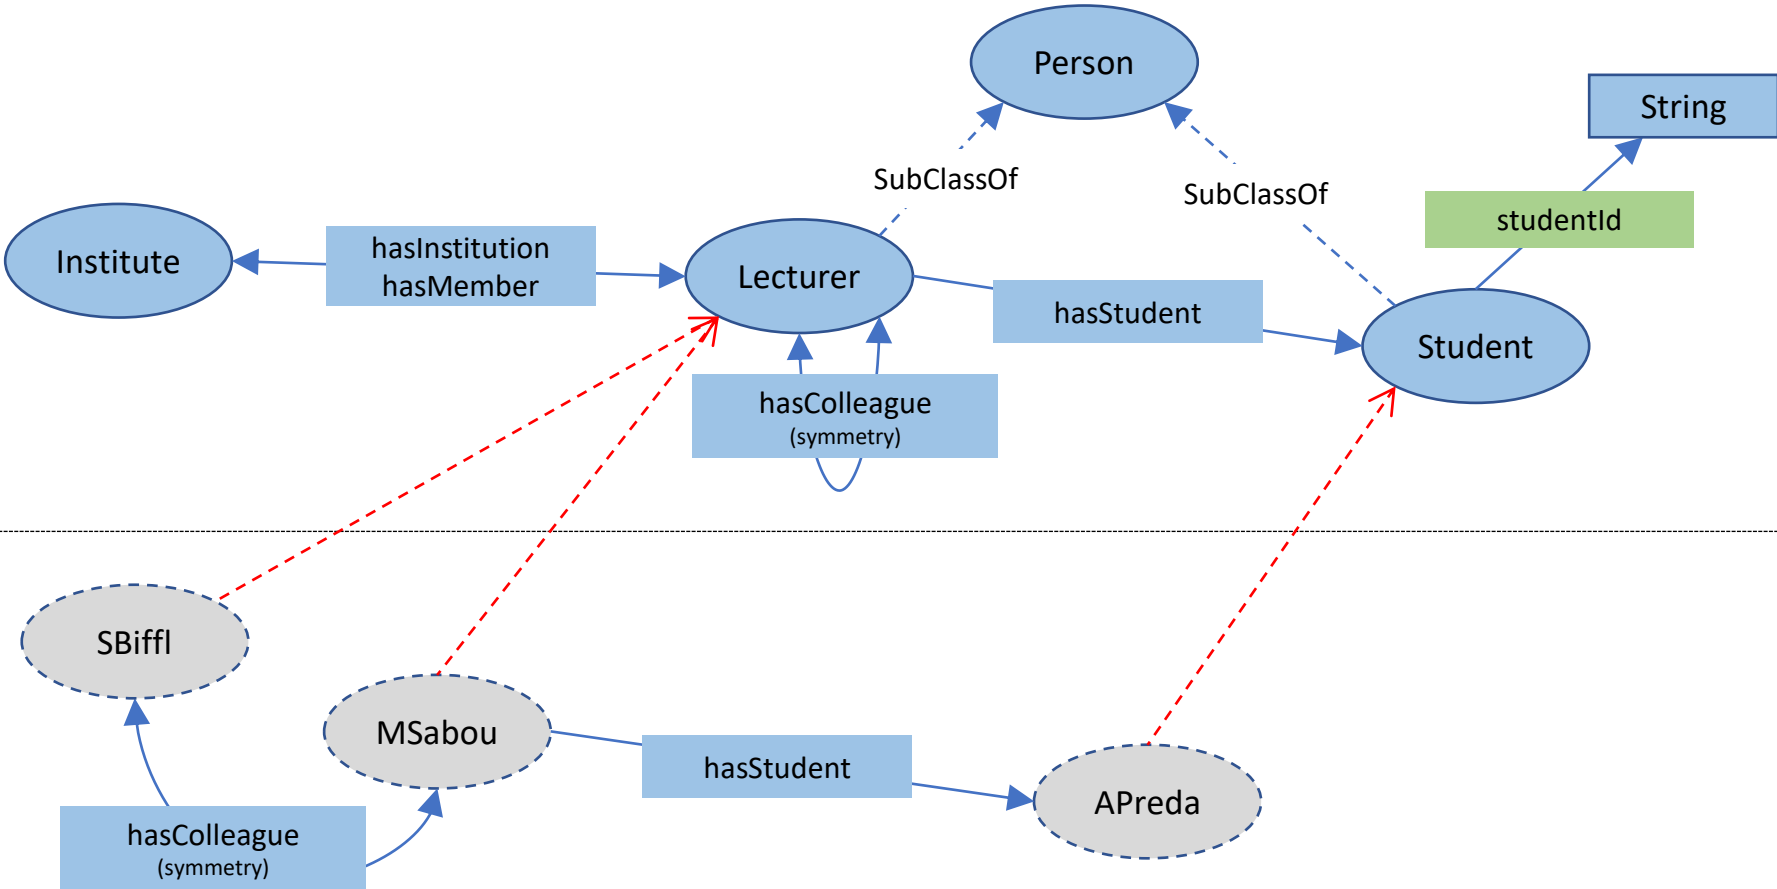 Person
String
SubClassOf
SubClassOf
studentId
Institute
hasInstitution
hasMember
Lecturer
hasStudent
Student
hasColleague
(symmetry)
SBiffl
MSabou
hasStudent
APreda
hasColleague
(symmetry)